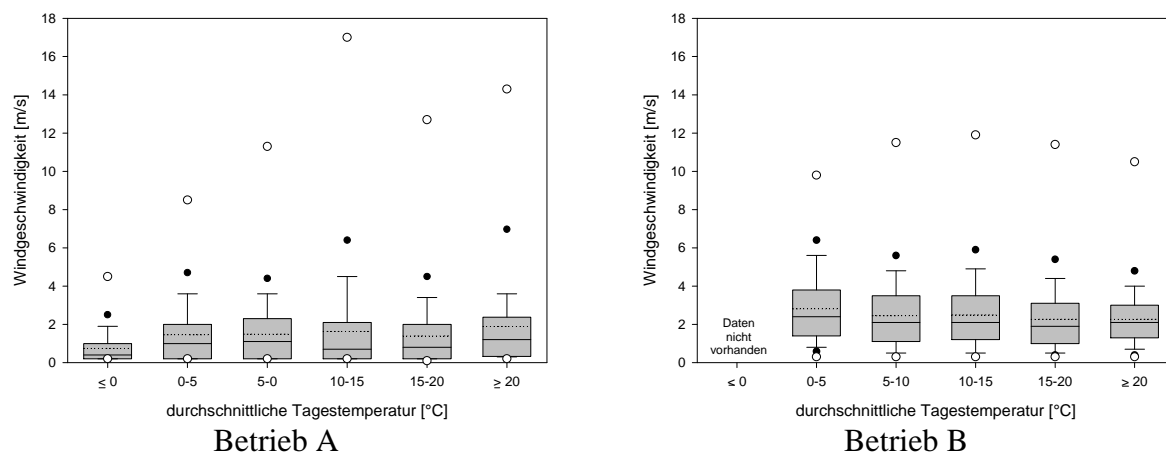 18
16
14
12
10
8
6
4
2
0
Windgeschwindigkeit [m/s]
≤ 0 0-5 5-0 10-15 15-20 ≥ 20
durchschnittliche Tagestemperatur [°C]
Betrieb A
18
16
14
12
10
8
6
4
2
0
Windgeschwindigkeit [m/s]
Daten
nicht
vorhanden
≤ 0 0-5 5-10 10-15 15-20 ≥ 20
durchschnittliche Tagestemperatur [°C]
Betrieb B